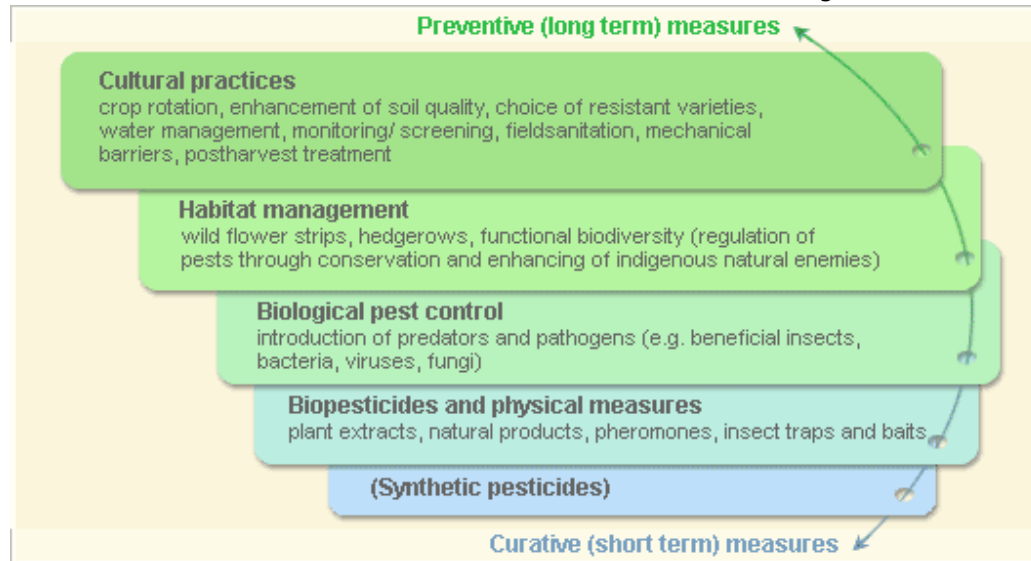 Preventive (long term) measures
Cultural practices
crop rotation, enhancement of soil quality, choice of resistant varieties,
water management, monitoring/ screening, fieldsanitation, mechanical
barriers, postharvest treatment
Habitat management
wild flower strips, hedgerows, functional biodiversity (regulation of
pests through conservation and enhancing of indigenous natural enemies)
Biological pest control
introduction of predators and pathogens (e.g. beneficial insects,
bacteria, viruses, fungi)
Biopesticides and physical measures
plant extracts, natural products, pheromones, insect traps and baits
(Synthetic pesticides)
Curative (short term) measures